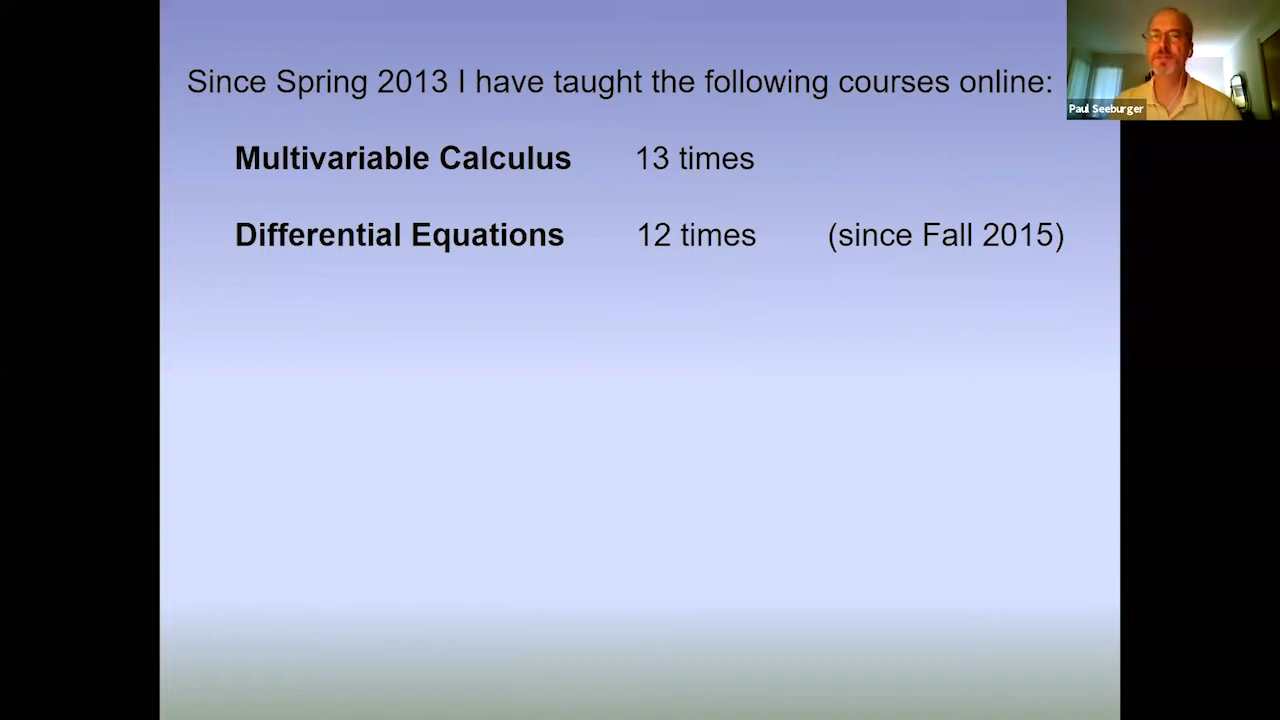 Since Spring 2013 I have taught the following courses online:
Paul Seeburger
Multivariable Calculus 13 times
Differential Equations 12 times (since Fall 2015)